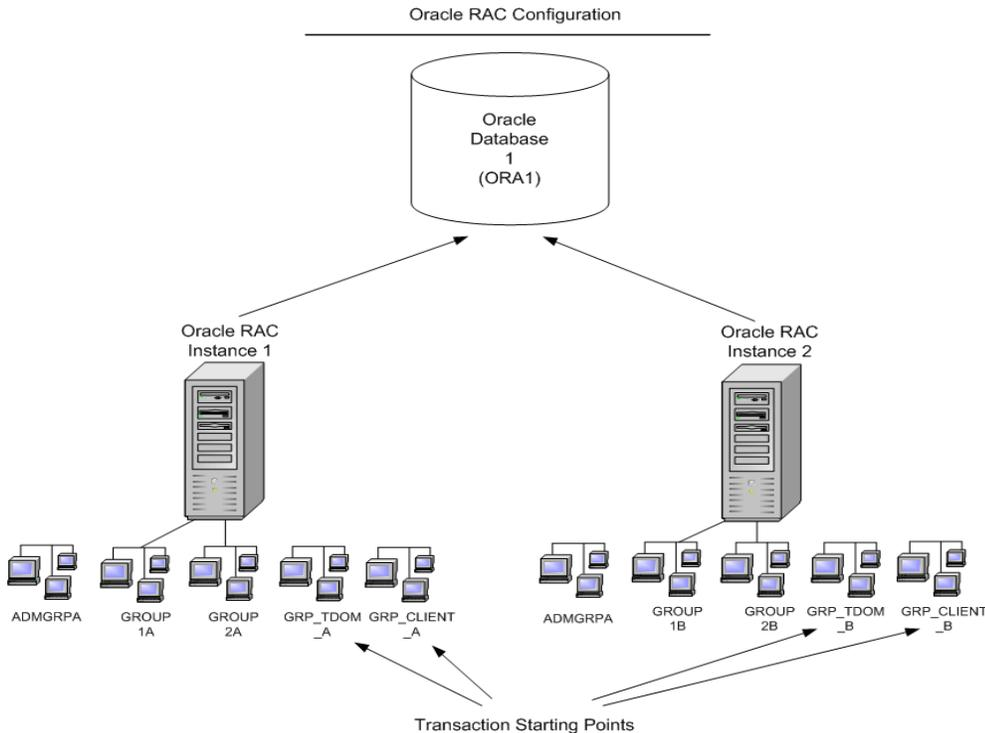 Oracle RAC Configuration
Oracle
Database
1
(ORA1)
Oracle RAC
Instance 1
Oracle RAC
Instance 2
ADMGRPA
GROUP
1A
GROUP
2A
GRP_TDOM
_A
GRP_CLIENT
_A
ADMGRPA
GROUP
1B
GROUP
2B
GRP_TDOM
_B
GRP_CLIENT
_B
Transaction Starting Points